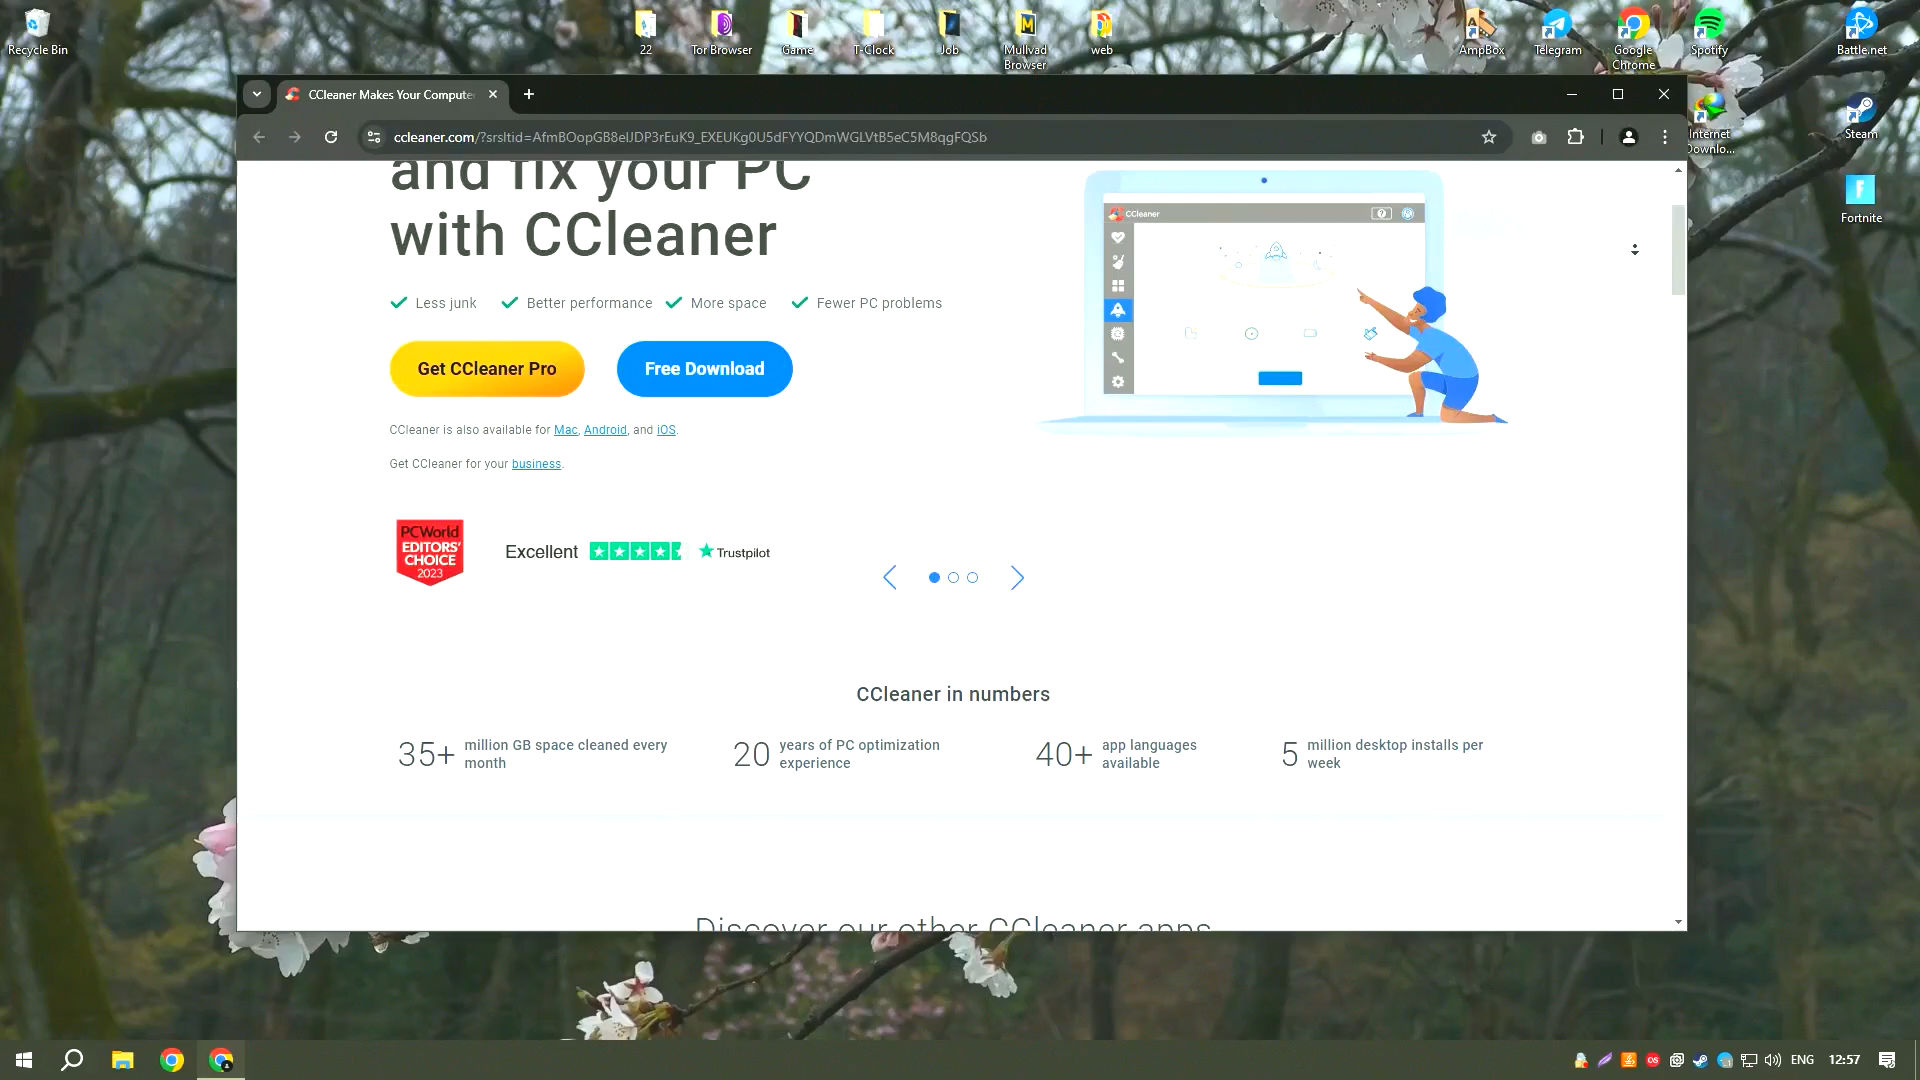 Recycle Bin
22
Tor Browser
Game
T-Clock
Job
Mullvad
Browser
web
AmpBox
Telegram
Google
Chrome
Spotify
Battle.net
Internet
Downlo...
Steam
Fortnite
CCleaner Makes Your Compute
ccleaner.com/?srsltid=AfmBOopGB8eIJDP3rEuK9_EXEUKg0U5dFYYQDmWGLVtB5eC5M8qgFQSb
and fix your PC
with CCleaner
Less junk
Better performance
More space
Fewer PC problems
Get CCleaner Pro
Free Download
CCleaner is also available for Mac, Android, and iOS.
Get CCleaner for your business.
CCleaner
PCWorld
EDITORS'
CHOICE
2023
Excellent
Trustpilot
CCleaner in numbers
35+ million GB space cleaned every
month
20 years of PC optimization
experience
40+ app languages
available
5 million desktop installs per
week
Discover our other CCleaner apps
ENG
12:57